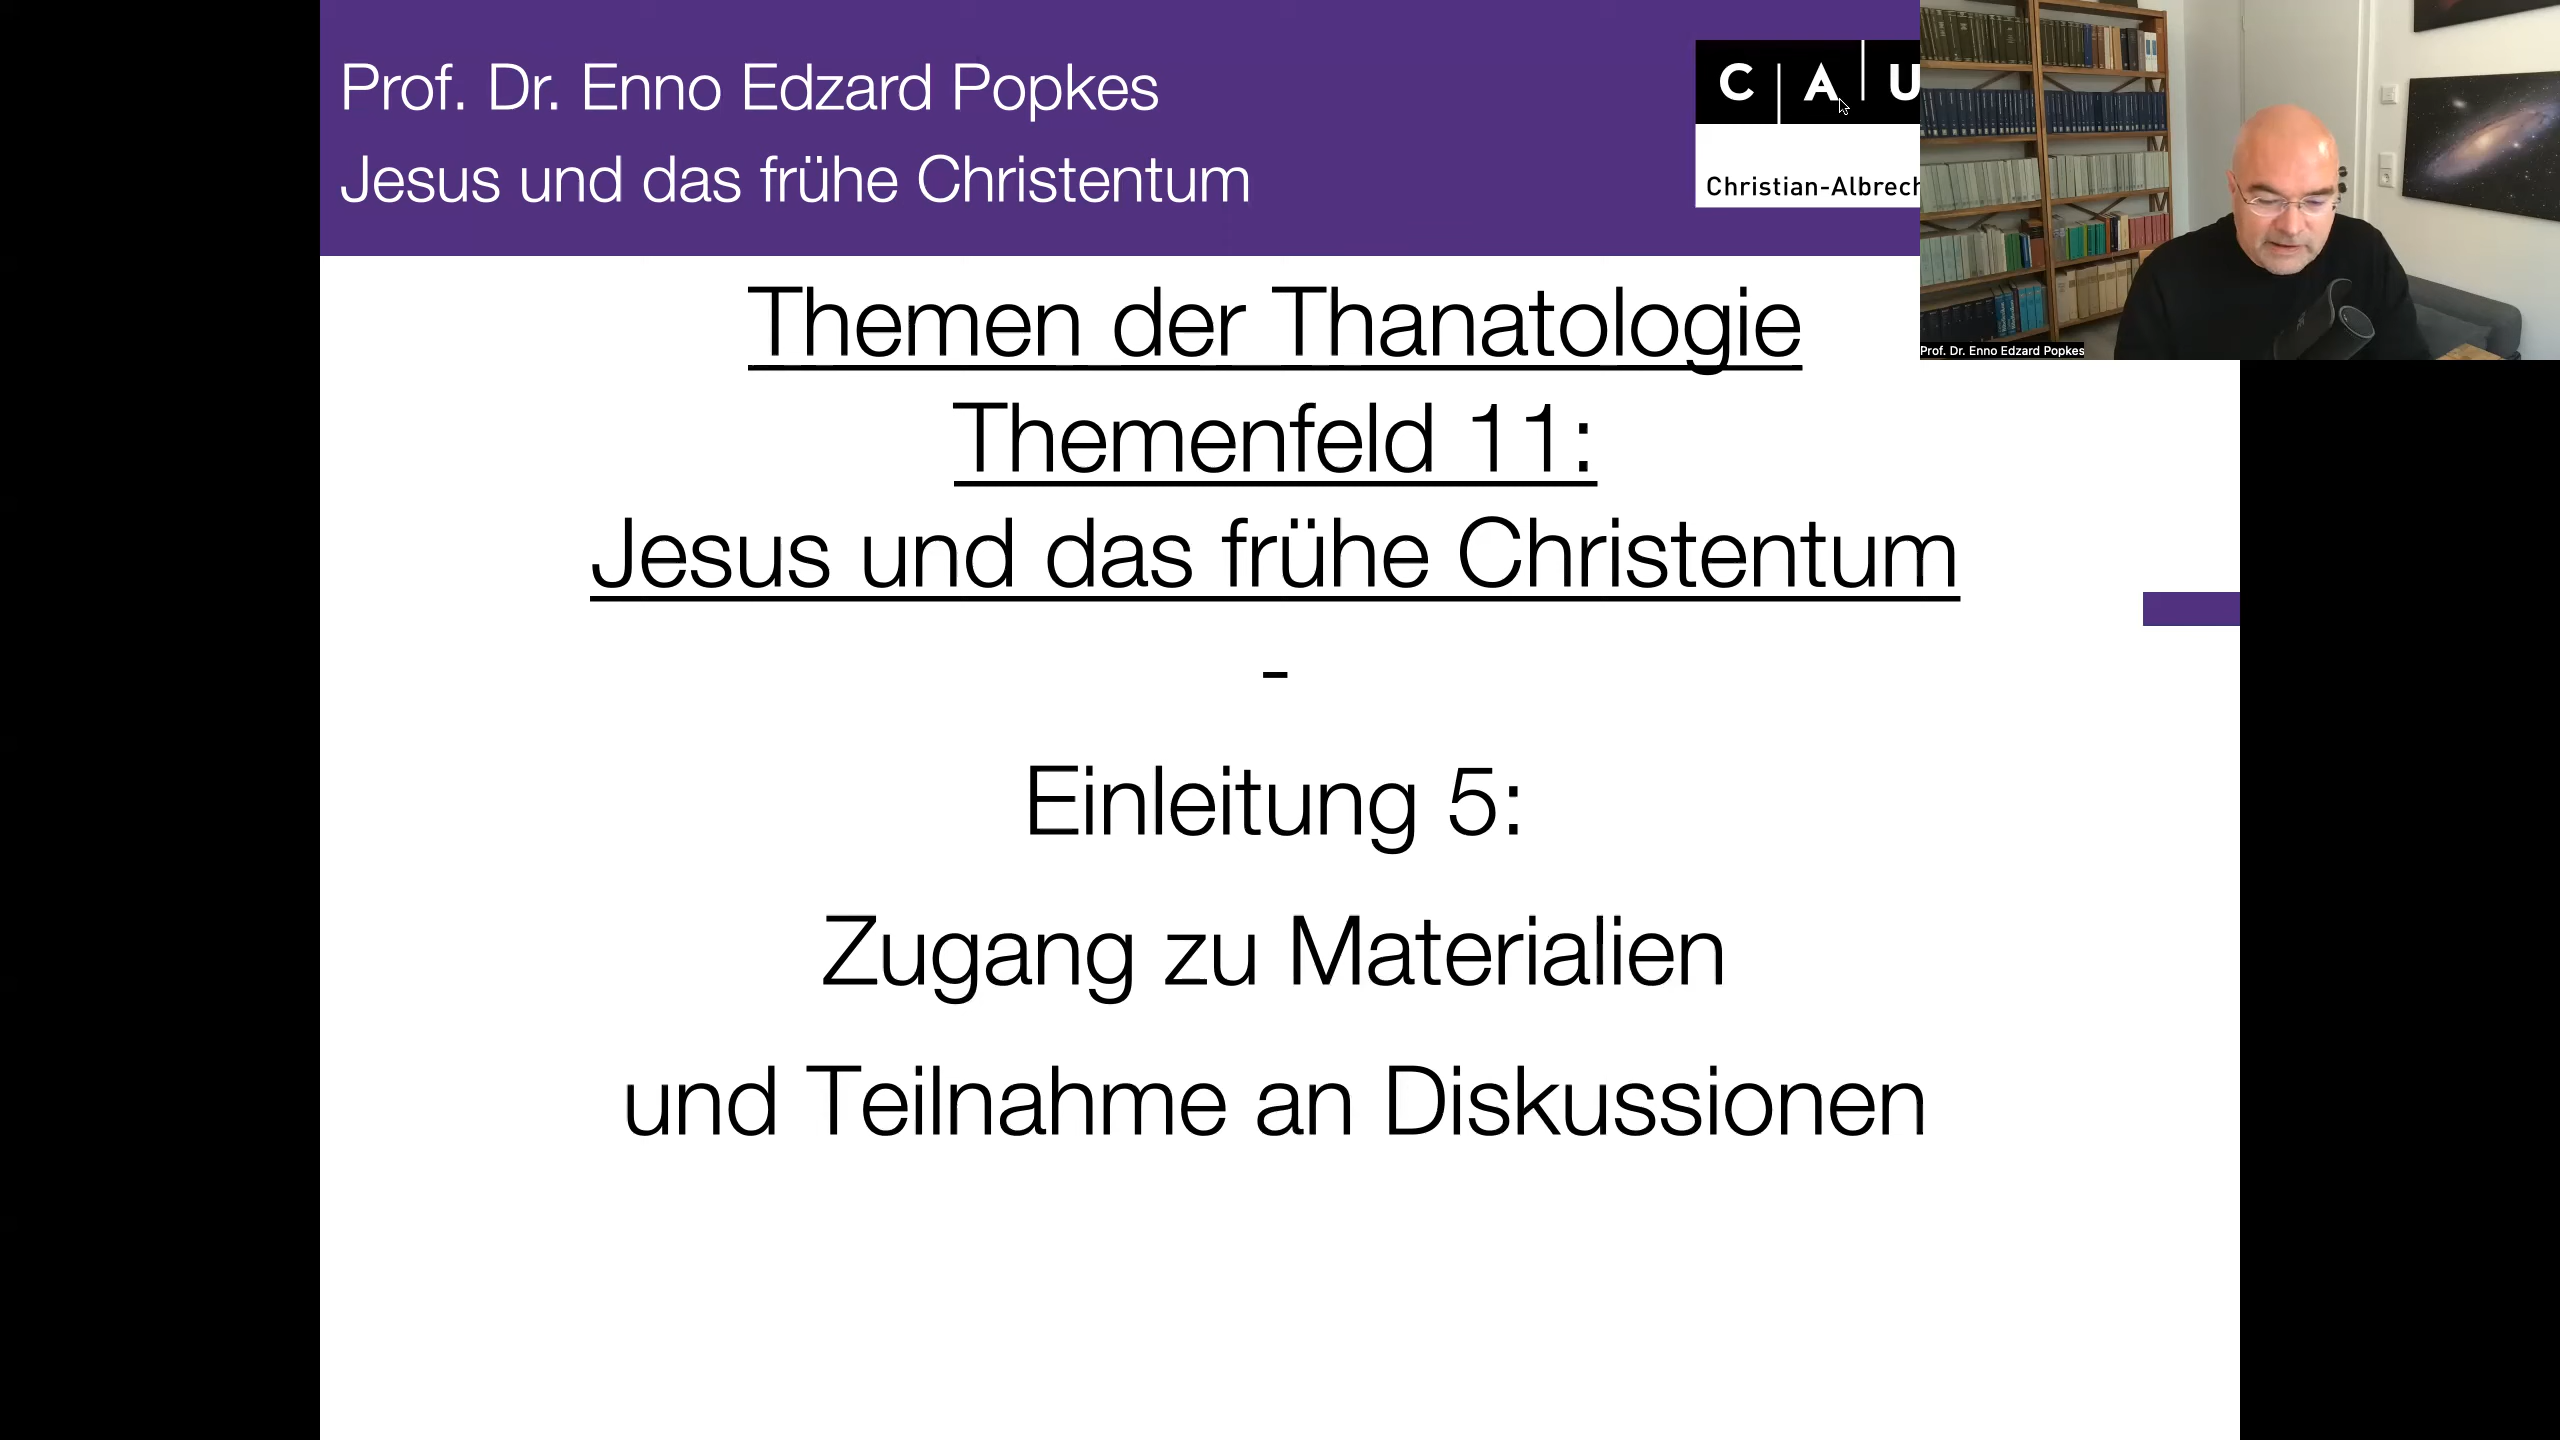 Prof. Dr. Enno Edzard Popkes
Jesus und das frühe Christentum
C A U
Christian-Albrech
Prof. Dr. Enno Edzard Popkes
Themen der Thanatologie
Themenfeld 11:
Jesus und das frühe Christentum
-
Einleitung 5:
Zugang zu Materialien
und Teilnahme an Diskussionen